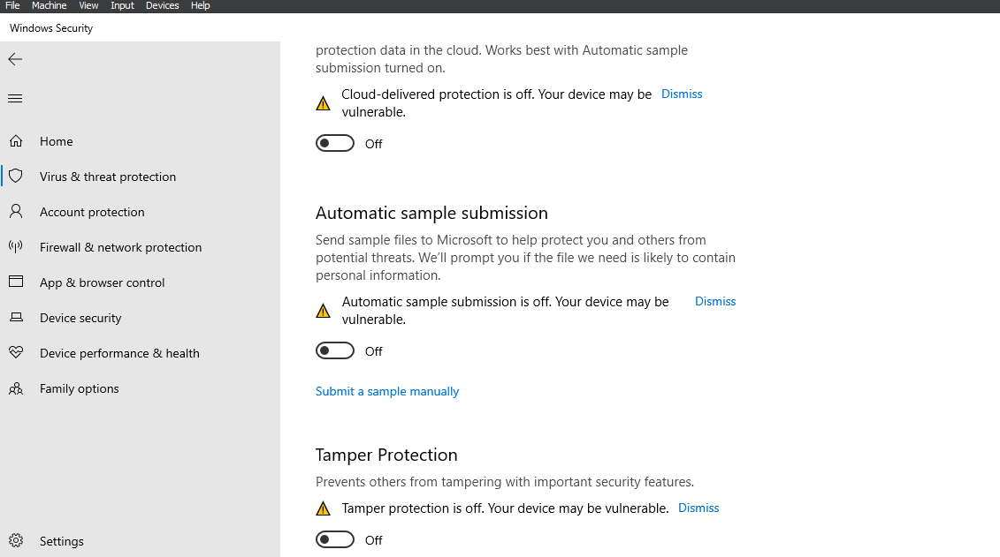 File Machine View Input Devices Help
Windows Security
Home
Virus & threat protection
Account protection
Firewall & network protection
App & browser control
Device security
Device performance & health
Family options
Settings
protection data in the cloud. Works best with Automatic sample
submission turned on.
Cloud-delivered protection is off. Your device may be Dismiss
vulnerable.
Off
Automatic sample submission
Send sample files to Microsoft to help protect you and others from
potential threats. We’ll prompt you if the file we need is likely to contain
personal information.
Automatic sample submission is off. Your device may be Dismiss
vulnerable.
Off
Submit a sample manually
Tamper Protection
Prevents others from tampering with important security features.
Tamper protection is off. Your device may be vulnerable. Dismiss
Off